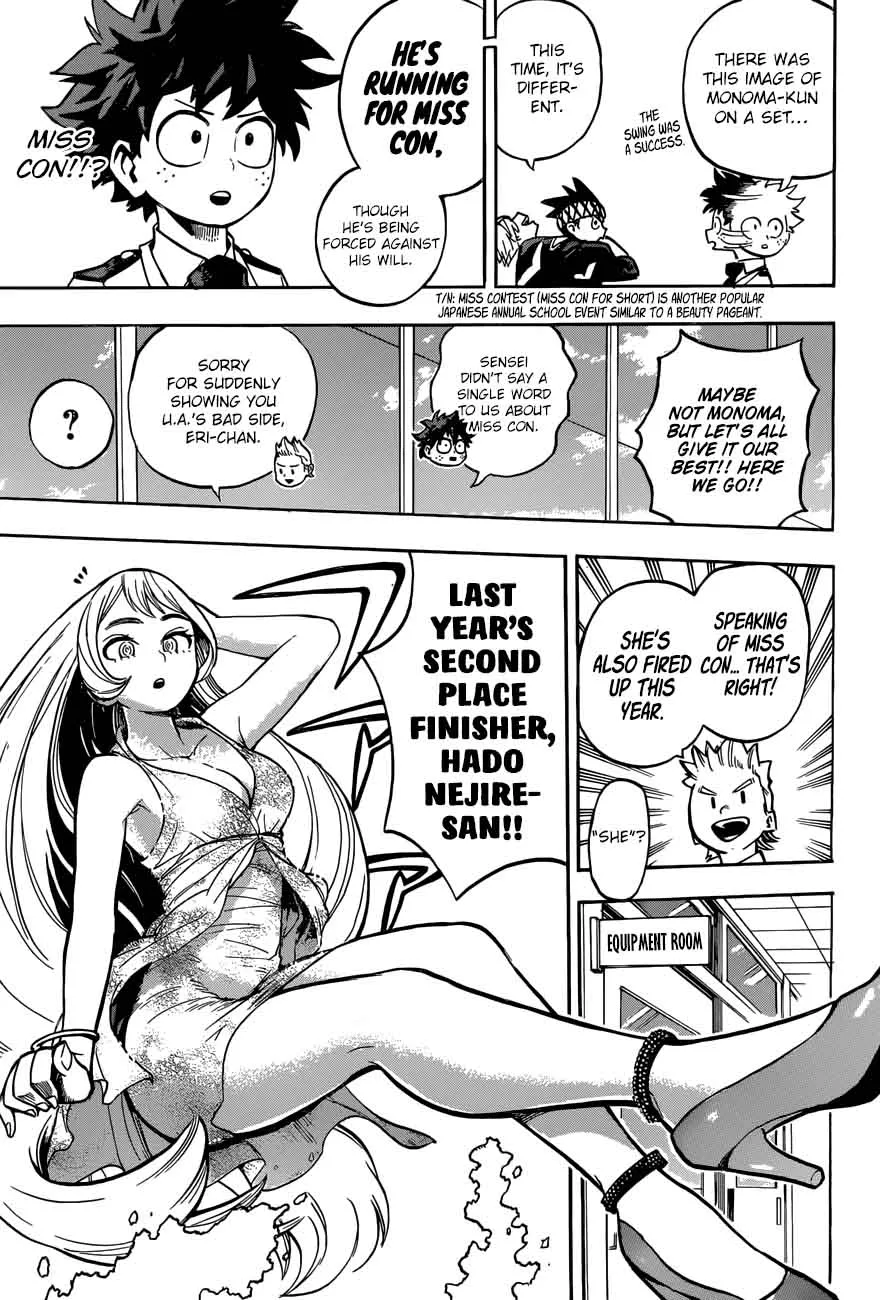 THERE WAS
THIS IMAGE OF
MONOMA-KUN
ON A SET...
THE
SWING WAS
A SUCCESS.
THIS
TIME, IT'S
DIFFER-
ENT.
HE'S
RUNNING
FOR MISS
CON,
THOUGH
HE'S BEING
FORCED AGAINST
HIS WILL.
MISS
CON!!?
T/N: MISS CONTEST (MISS CON FOR SHORT) IS ANOTHER POPULAR
JAPANESE ANNUAL SCHOOL EVENT SIMILAR TO A BEAUTY PAGEANT.
MAYBE
NOT MONOMA,
BUT LET'S ALL
GIVE IT OUR
BEST!! HERE
WE GO!!
SENSEI
DIDN'T SAY A
SINGLE WORD
TO US ABOUT
MISS CON.
SORRY
FOR SUDDENLY
SHOWING YOU
U.A.'S BAD SIDE,
ERI-CHAN.
?
SPEAKING
OF MISS
CON... THAT'S
RIGHT!
SHE'S
ALSO FIRED
UP THIS
YEAR.
"SHE"?
EQUIPMENT ROOM
LAST
YEAR'S
SECOND
PLACE
FINISHER,
HADO
NEJIRE-
SAN!!